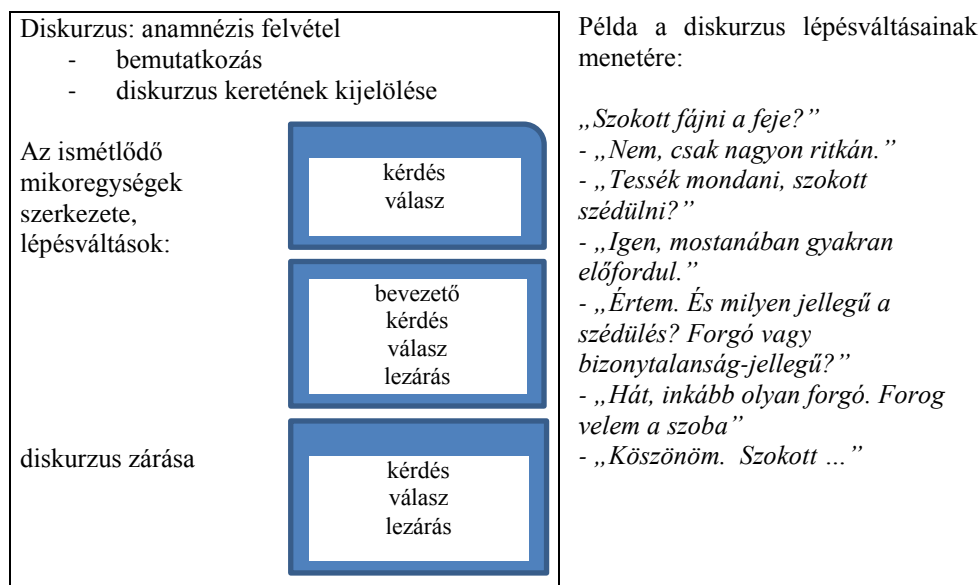 Diskurzus: anamnézis felvétel
- bemutatkozás
- diskurzus keretének kijelölése
Az ismétlődő
mikoregységek
szerkezete,
lépésváltások:
kérdés
válasz
bevezető
kérdés
válasz
lezárás
diskurzus zárása
kérdés
válasz
lezárás
Példa a diskurzus lépésváltásainak
menetére:
„Szokott fájni a feje?”
- „Nem, csak nagyon ritkán.”
- „Tessék mondani, szokott
szédülni?”
- „Igen, mostanában gyakran
előfordul.”
- „Értem. És milyen jellegű a
szédülés? Forgó vagy
bizonytalanság-jellegű?”
- „Hát, inkább olyan forgó. Forog
velem a szoba”
- „Köszönöm. Szokott …”